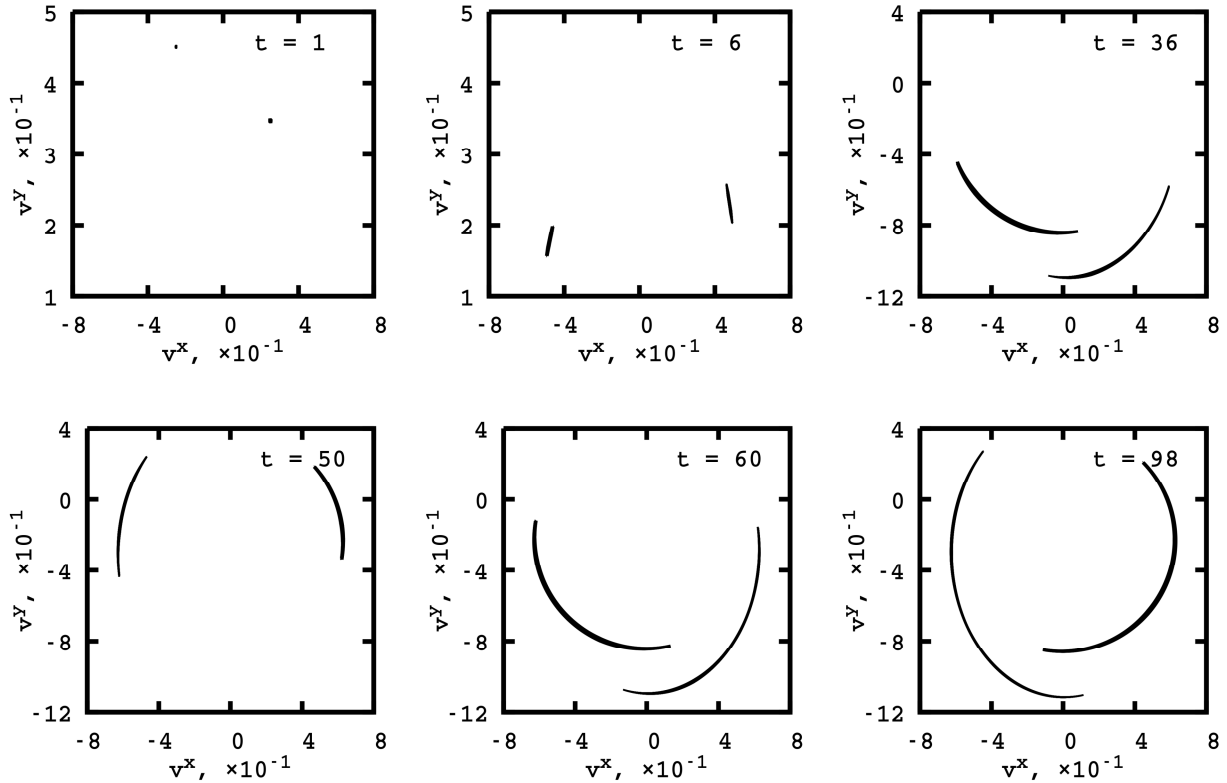 5
4
3
2
1
t = 1
vʸ, ×10⁻¹
-8 -4 0 4 8
vˣ, ×10⁻¹
5
4
3
2
1
t = 6
vʸ, ×10⁻¹
-8 -4 0 4 8
vˣ, ×10⁻¹
4
0
-4
-8
-12
t = 36
vʸ, ×10⁻¹
-8 -4 0 4 8
vˣ, ×10⁻¹
4
0
-4
-8
-12
t = 50
vʸ, ×10⁻¹
-8 -4 0 4 8
vˣ, ×10⁻¹
4
0
-4
-8
-12
t = 60
vʸ, ×10⁻¹
-8 -4 0 4 8
vˣ, ×10⁻¹
4
0
-4
-8
-12
t = 98
vʸ, ×10⁻¹
-8 -4 0 4 8
vˣ, ×10⁻¹